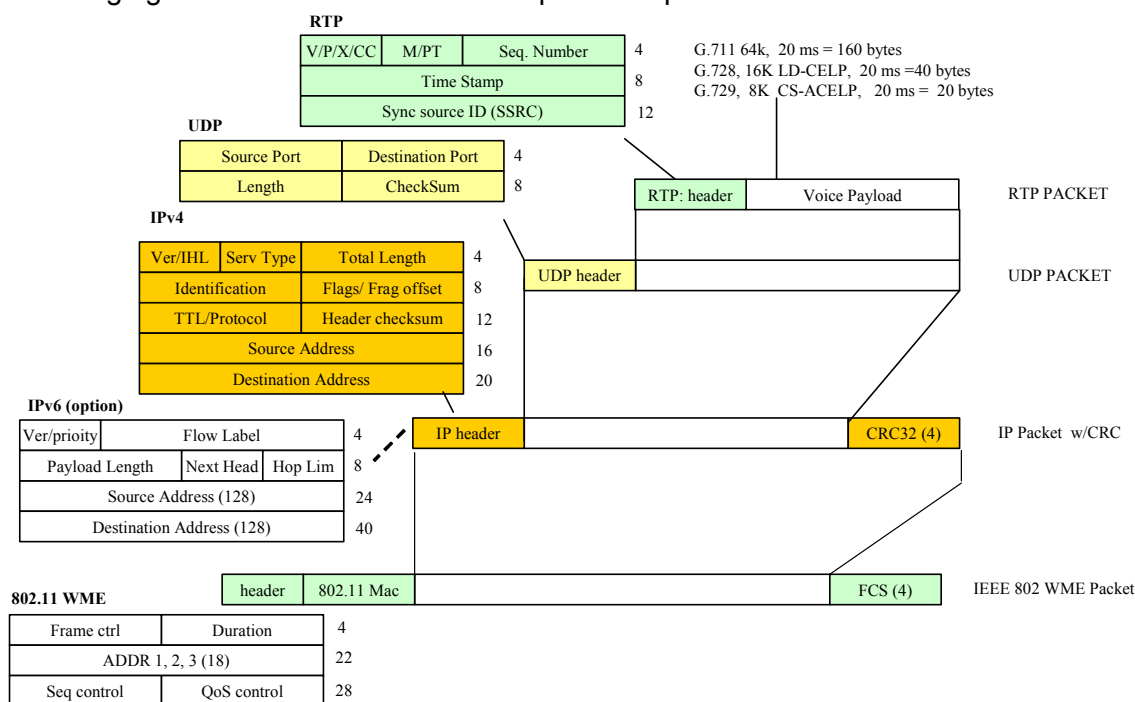 RTP
V/P/X/CC M/PT Seq. Number 4
Time Stamp 8
Sync source ID (SSRC) 12
G.711 64k, 20 ms = 160 bytes
G.728, 16K LD-CELP, 20 ms =40 bytes
G.729, 8K CS-ACELP, 20 ms = 20 bytes
UDP
Source Port Destination Port 4
Length CheckSum 8
RTP: header Voice Payload RTP PACKET
IPv4
Ver/IHL Serv Type Total Length 4
Identification Flags/ Frag offset 8
TTL/Protocol Header checksum 12
Source Address 16
Destination Address 20
UDP header UDP PACKET
IPv6 (option)
Ver/prioity Flow Label 4
Payload Length Next Head Hop Lim 8
Source Address (128) 24
Destination Address (128) 40
IP header CRC32 (4) IP Packet w/CRC
header 802.11 Mac FCS (4) IEEE 802 WME Packet
802.11 WME
Frame ctrl Duration 4
ADDR 1, 2, 3 (18) 22
Seq control QoS control 28